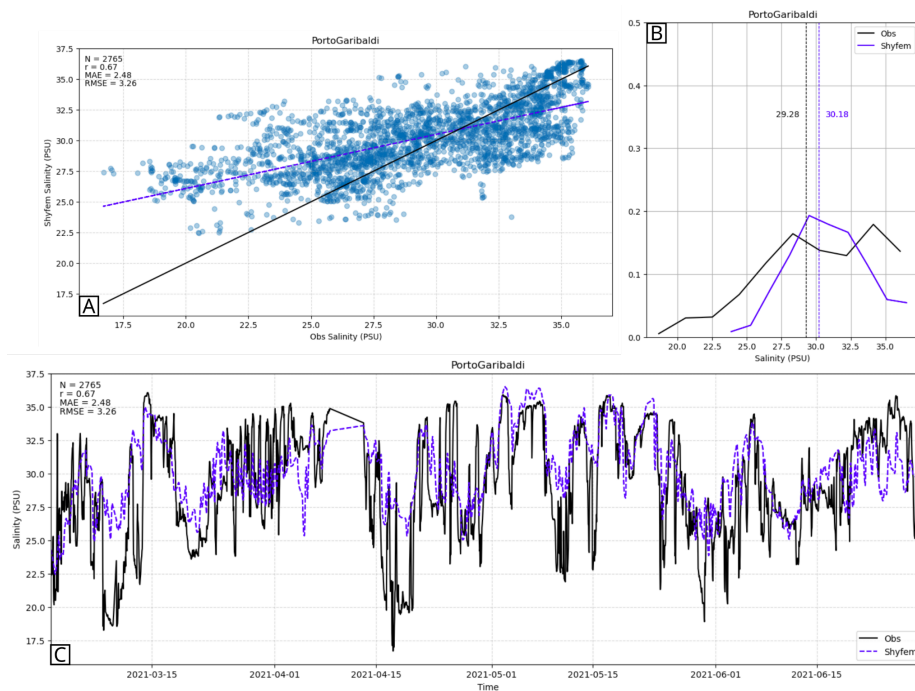 PortoGaribaldi
N = 2765
r = 0.67
MAE = 2.48
RMSE = 3.26
37.5
35.0
32.5
30.0
27.5
25.0
22.5
20.0
17.5
Shyfem Salinity (PSU)
A
17.5 20.0 22.5 25.0 27.5 30.0 32.5 35.0
Obs Salinity (PSU)
PortoGaribaldi
B
Obs
Shyfem
29.28 30.18
0.5
0.4
0.3
0.2
0.1
0.0
20.0 22.5 25.0 27.5 30.0 32.5 35.0
Salinity (PSU)
PortoGaribaldi
N = 2765
r = 0.67
MAE = 2.48
RMSE = 3.26
37.5
35.0
32.5
30.0
27.5
25.0
22.5
20.0
17.5
Salinity (PSU)
C
Obs
Shyfem
2021-03-15 2021-04-01 2021-04-15 2021-05-01 2021-05-15 2021-06-01 2021-06-15
Time